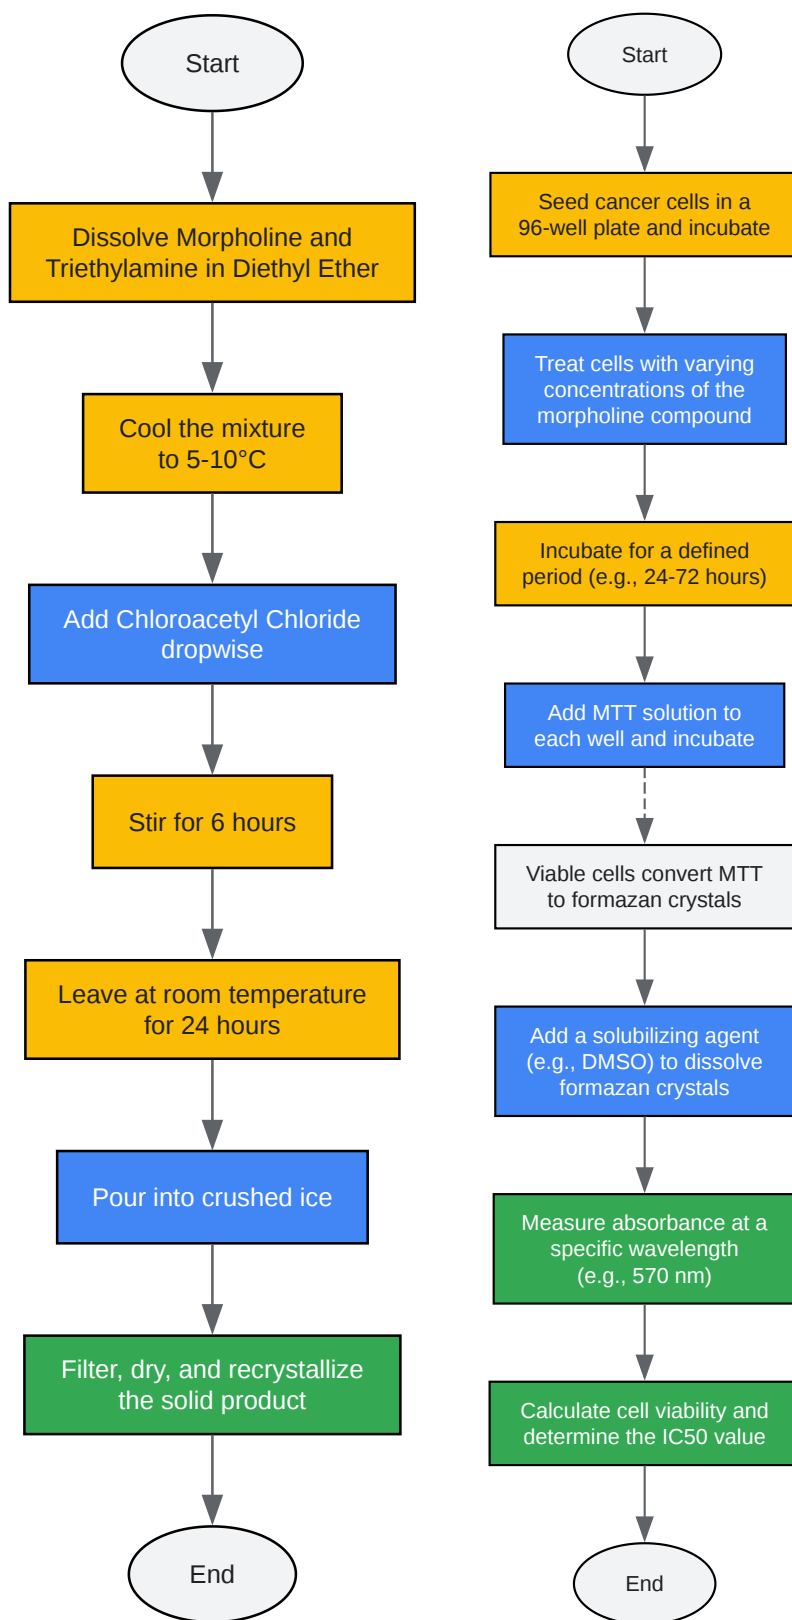 Start
Dissolve Morpholine and
Triethylamine in Diethyl Ether
Cool the mixture
to 5-10°C
Add Chloroacetyl Chloride
dropwise
Stir for 6 hours
Leave at room temperature
for 24 hours
Pour into crushed ice
Filter, dry, and recrystallize
the solid product
End
Start
Seed cancer cells in a
96-well plate and incubate
Treat cells with varying
concentrations of the
morpholine compound
Incubate for a defined
period (e.g., 24-72 hours)
Add MTT solution to
each well and incubate
Viable cells convert MTT
to formazan crystals
Add a solubilizing agent
(e.g., DMSO) to dissolve
formazan crystals
Measure absorbance at a
specific wavelength
(e.g., 570 nm)
Calculate cell viability and
determine the IC50 value
End